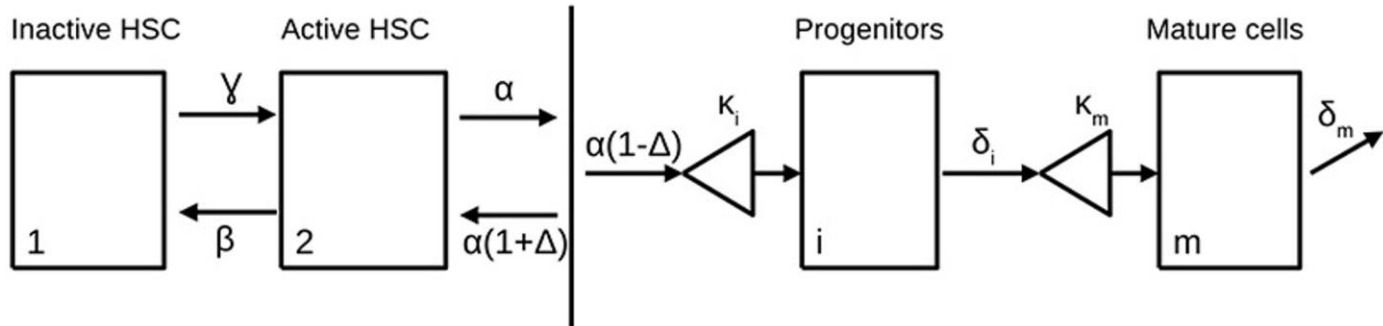 Inactive HSC
Active HSC
Progenitors
Mature cells
γ
α
β
α(1+Δ)
1
2
α(1-Δ)
κi
δi
κm
δm
i
m